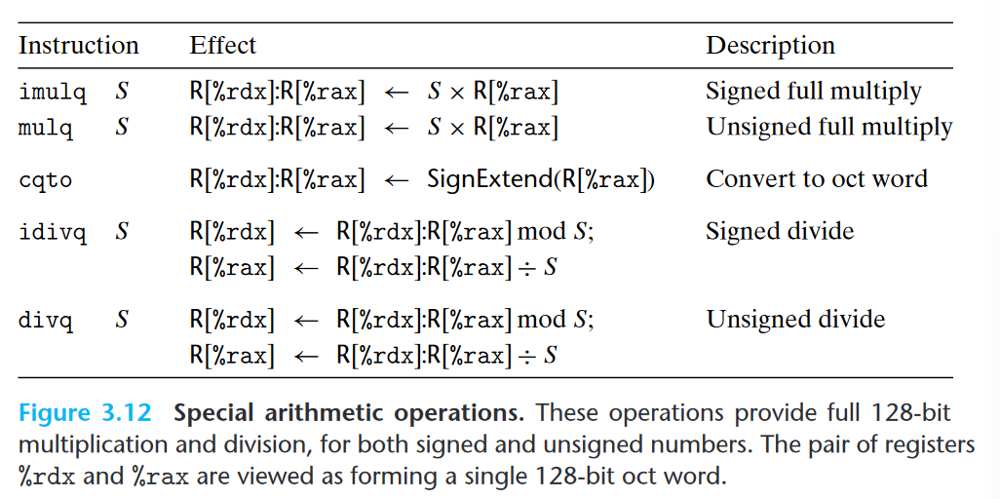 Instruction Effect Description
imulq S R[%rdx]:R[%rax] ← S × R[%rax] Signed full multiply
mulq S R[%rdx]:R[%rax] ← S × R[%rax] Unsigned full multiply
cqto R[%rdx]:R[%rax] ← SignExtend(R[%rax]) Convert to oct word
idivq S R[%rdx] ← R[%rdx]:R[%rax] mod S; Signed divide
R[%rax] ← R[%rdx]:R[%rax] ÷ S
divq S R[%rdx] ← R[%rdx]:R[%rax] mod S; Unsigned divide
R[%rax] ← R[%rdx]:R[%rax] ÷ S
Figure 3.12 Special arithmetic operations. These operations provide full 128-bit
multiplication and division, for both signed and unsigned numbers. The pair of registers
%rdx and %rax are viewed as forming a single 128-bit oct word.